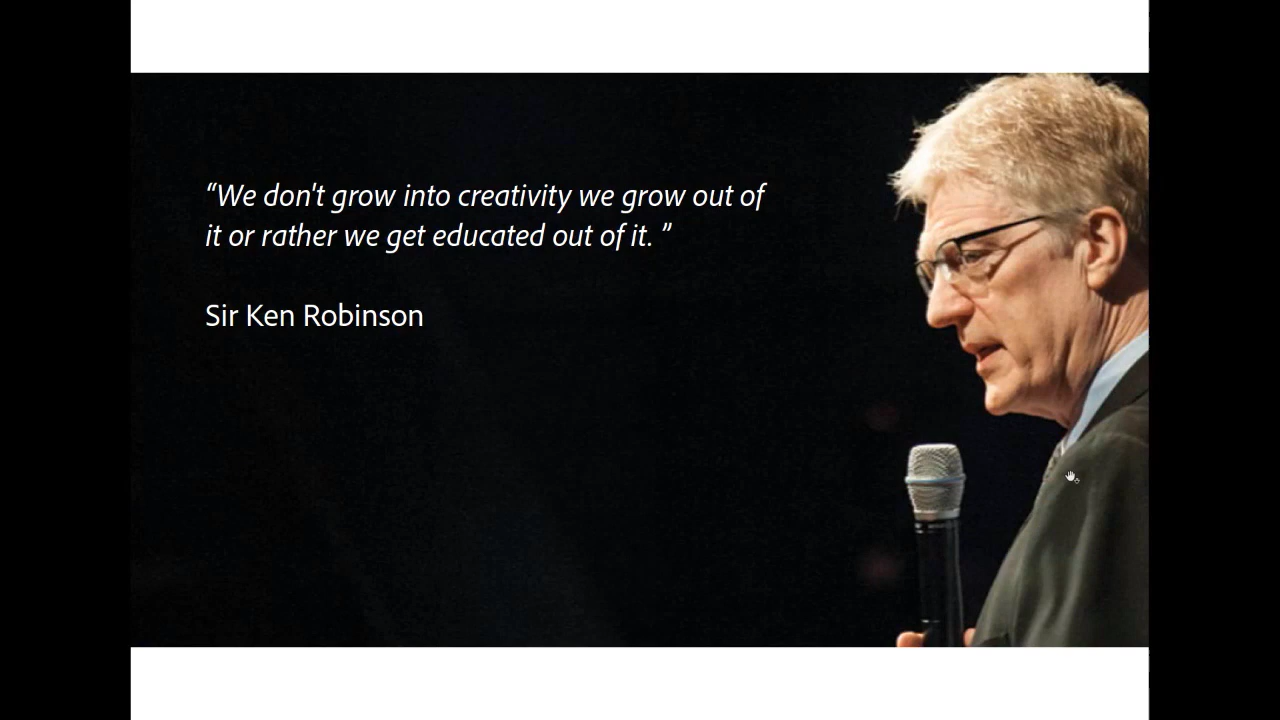 “We don't grow into creativity we grow out of
it or rather we get educated out of it. ”
Sir Ken Robinson